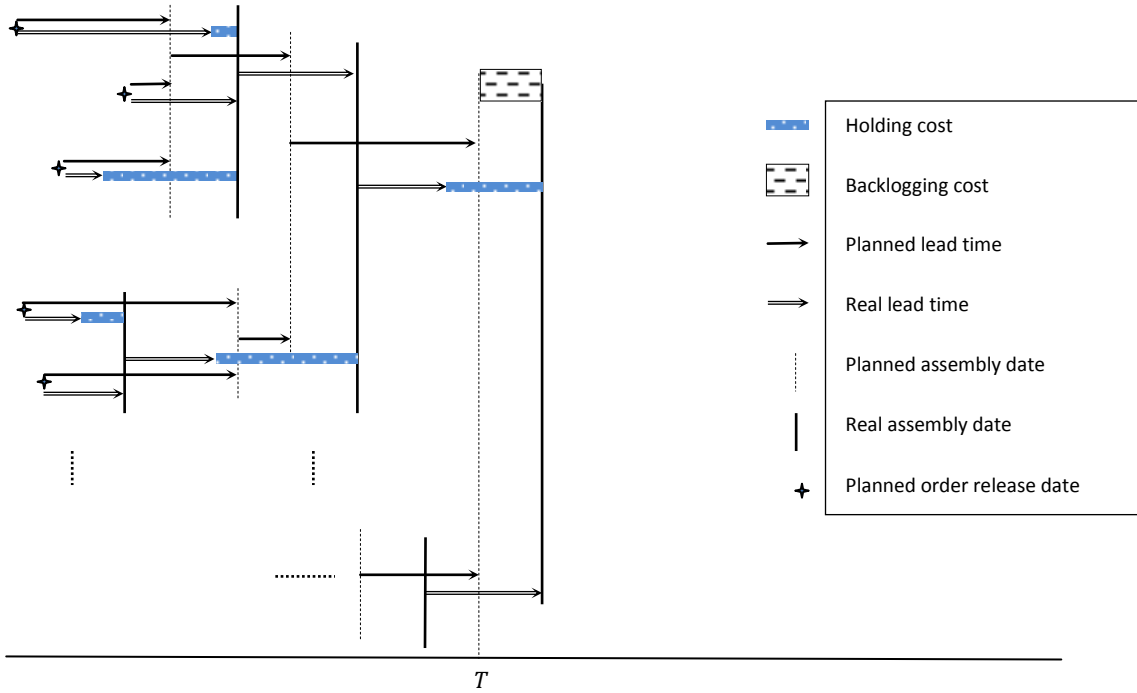 Holding cost
Backlogging cost
Planned lead time
Real lead time
Planned assembly date
Real assembly date
Planned order release date
T